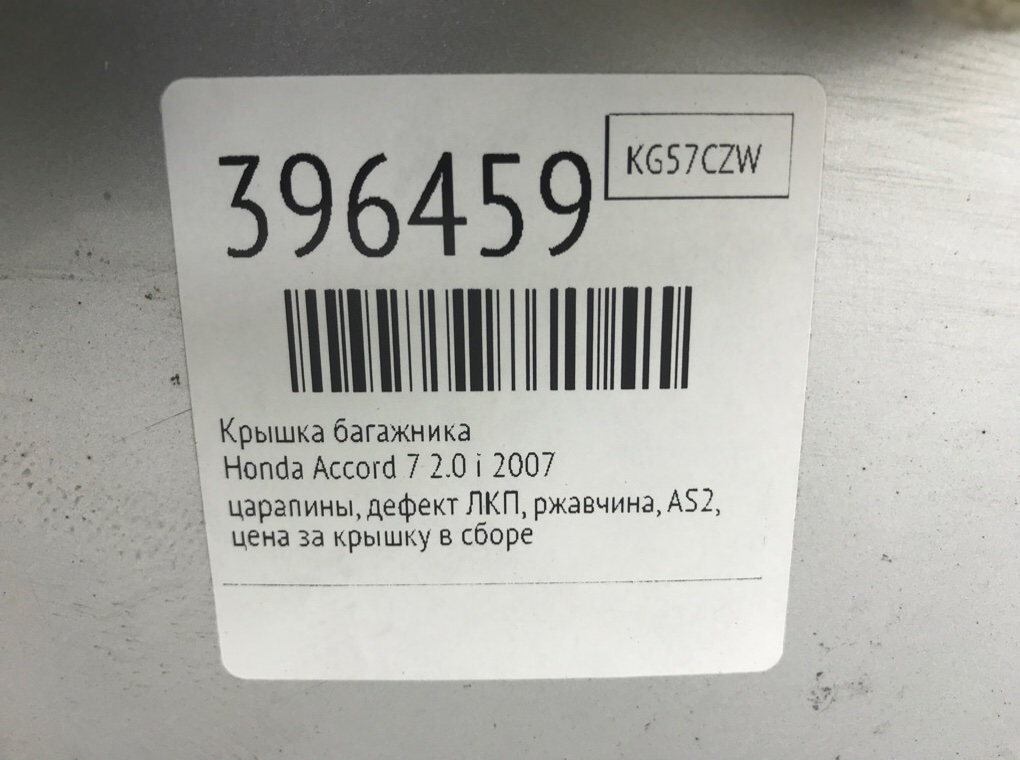 396459
KG57CZW
Крышка багажника
Honda Accord 7 2.0 i 2007
царапины, дефект ЛКП, ржавчина, AS2,
цена за крышку в сборе